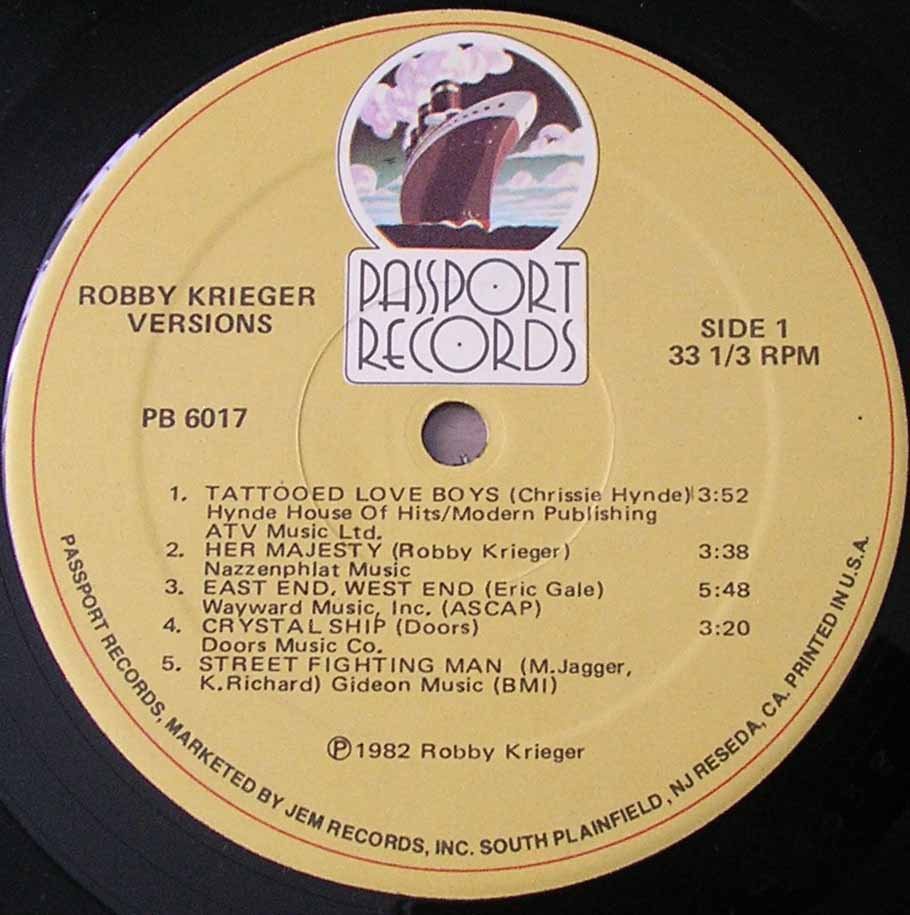 PASSPORT
RECORDS
ROBBY KRIEGER
VERSIONS
SIDE 1
33 1/3 RPM
PB 6017
1. TATTOOED LOVE BOYS (Chrissie Hynde) 3:52
Hynde House Of Hits/Modern Publishing
ATV Music Ltd.
2. HER MAJESTY (Robby Krieger) 3:38
Nazzenphlat Music
3. EAST END, WEST END (Eric Gale) 5:48
Wayward Music, Inc. (ASCAP)
4. CRYSTAL SHIP (Doors) 3:20
Doors Music Co.
5. STREET FIGHTING MAN (M.Jagger,
K.Richard) Gideon Music (BMI)
Ⓟ1982 Robby Krieger
PASSPORT RECORDS, MARKETED BY JEM RECORDS, INC. SOUTH PLAINFIELD, NJ RESEDA, CA. PRINTED IN U.S.A.